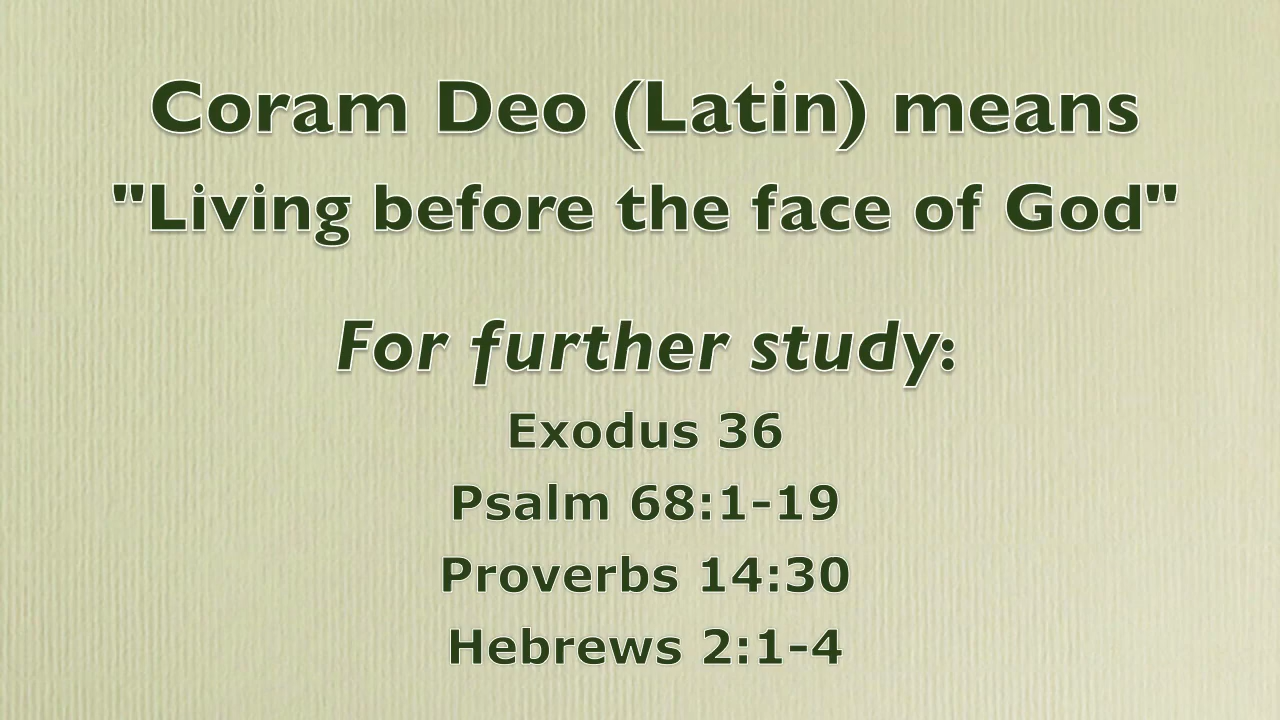 Coram Deo (Latin) means
"Living before the face of God"
For further study:
Exodus 36
Psalm 68:1-19
Proverbs 14:30
Hebrews 2:1-4